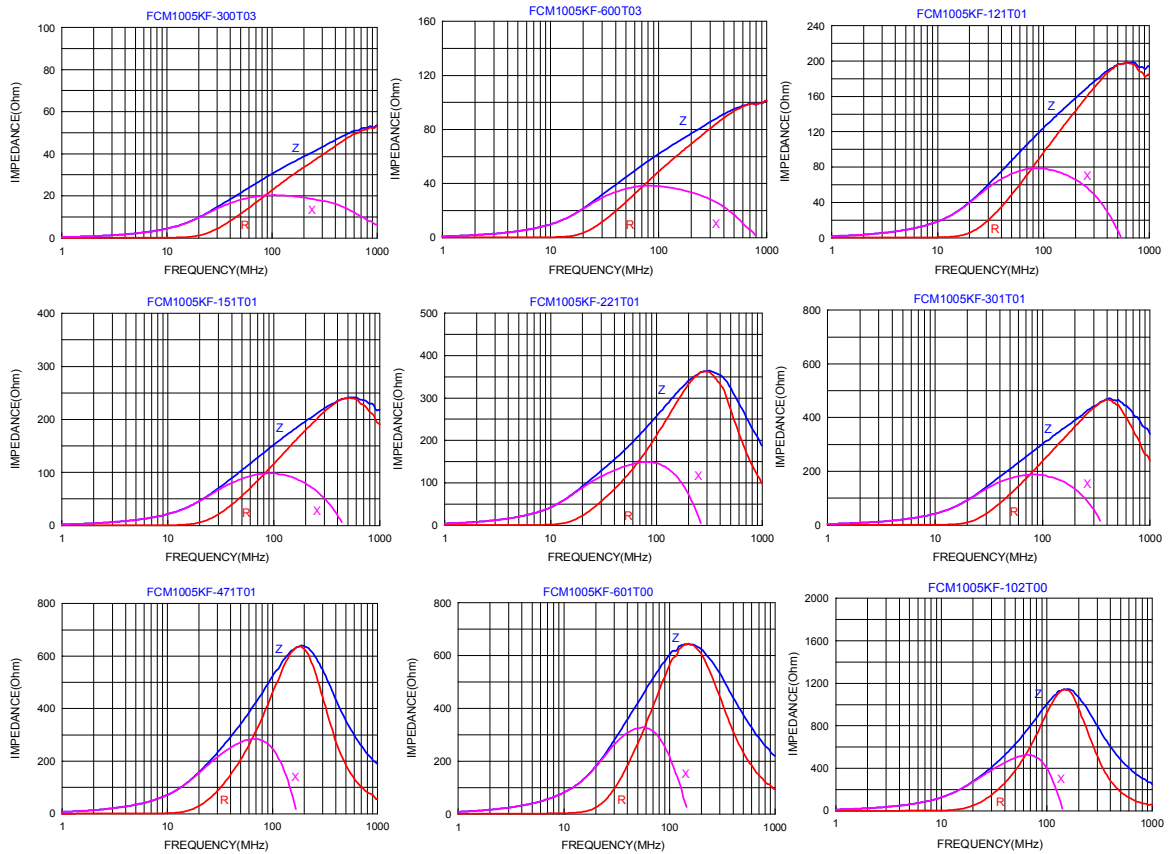 FCM1005KF-300T03
IMPEDANCE(Ohm)
100
80
60
40
20
0
Z
R
X
1 10 100 1000
FREQUENCY(MHz)
FCM1005KF-600T03
IMPEDANCE(Ohm)
160
120
80
40
0
Z
R
X
1 10 100 1000
FREQUENCY(MHz)
FCM1005KF-121T01
IMPEDANCE(Ohm)
240
200
160
120
80
40
0
Z
X
R
1 10 100 1000
FREQUENCY(MHz)
FCM1005KF-151T01
IMPEDANCE(Ohm)
400
300
200
100
0
Z
R
X
1 10 100 1000
FREQUENCY(MHz)
FCM1005KF-221T01
IMPEDANCE(Ohm)
500
400
300
200
100
0
Z
X
R
1 10 100 1000
FREQUENCY(MHz)
FCM1005KF-301T01
IMPEDANCE(Ohm)
800
600
400
200
0
Z
X
R
1 10 100 1000
FREQUENCY(MHz)
FCM1005KF-471T01
IMPEDANCE(Ohm)
800
600
400
200
0
Z
X
R
1 10 100 1000
FREQUENCY(MHz)
FCM1005KF-601T00
IMPEDANCE(Ohm)
800
600
400
200
0
Z
X
R
1 10 100 1000
FREQUENCY(MHz)
FCM1005KF-102T00
IMPEDANCE(Ohm)
2000
1600
1200
800
400
0
Z
X
R
1 10 100 1000
FREQUENCY(MHz)